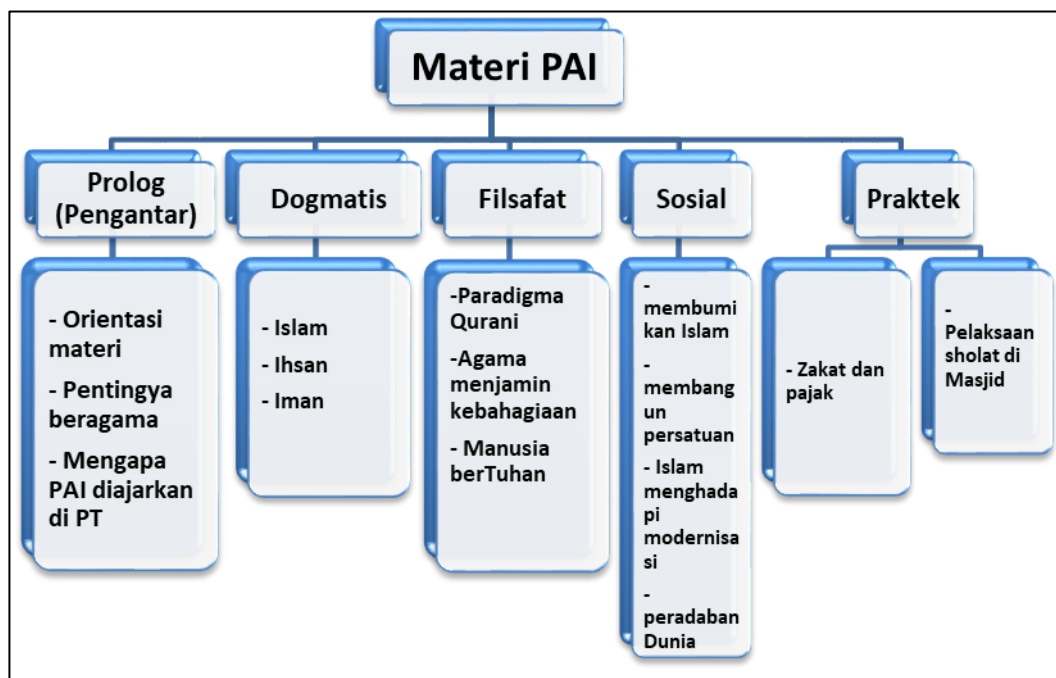 Materi PAI
Prolog
(Pengantar)
Dogmatis
Filsafat
Sosial
Praktek
- Orientasi
materi
- Pentingya
beragama
- Mengapa
PAI diajarkan
di PT
- Islam
- Ihsan
- Iman
-Paradigma
Qurani
-Agama
menjamin
kebahagiaan
- Manusia
berTuhan
-
membumi
kan Islam
-
membang
un
persatuan
- Islam
menghada
pi
modernisa
si
-
peradaban
Dunia
- Zakat dan
pajak
-
Pelaksaan
sholat di
Masjid